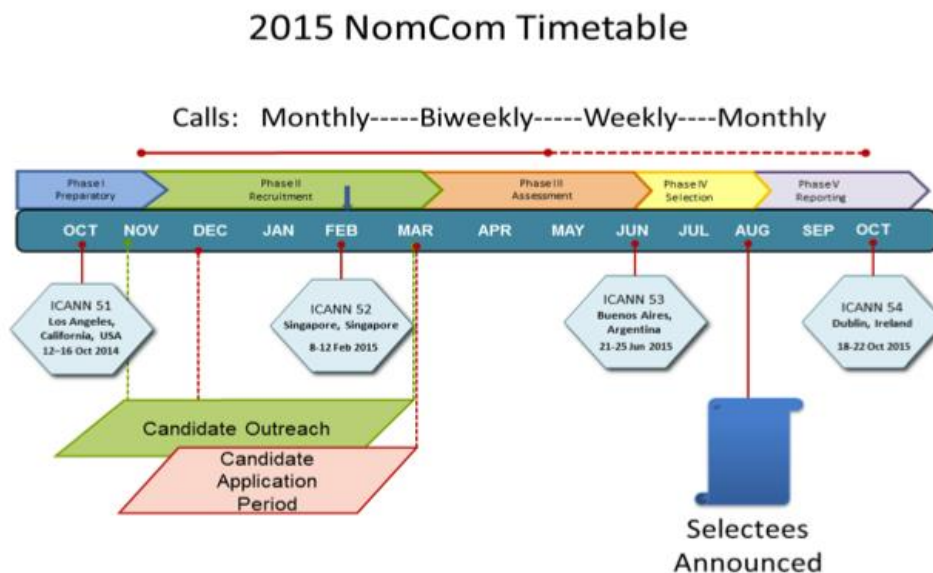 2015 NomCom Timetable
Calls: Monthly-----Biweekly-----Weekly----Monthly
Phase I
Preparatory
Phase II
Recruitment
Phase III
Assessment
Phase IV
Selection
Phase V
Reporting
OCT NOV DEC JAN FEB MAR APR MAY JUN JUL AUG SEP OCT
ICANN 51
Los Angeles,
California, USA
12–16 Oct 2014
ICANN 52
Singapore, Singapore
8-12 Feb 2015
ICANN 53
Buenos Aires,
Argentina
21-25 Jun 2015
ICANN 54
Dublin, Ireland
18-22 Oct 2015
Candidate Outreach
Candidate
Application
Period
Selectees
Announced